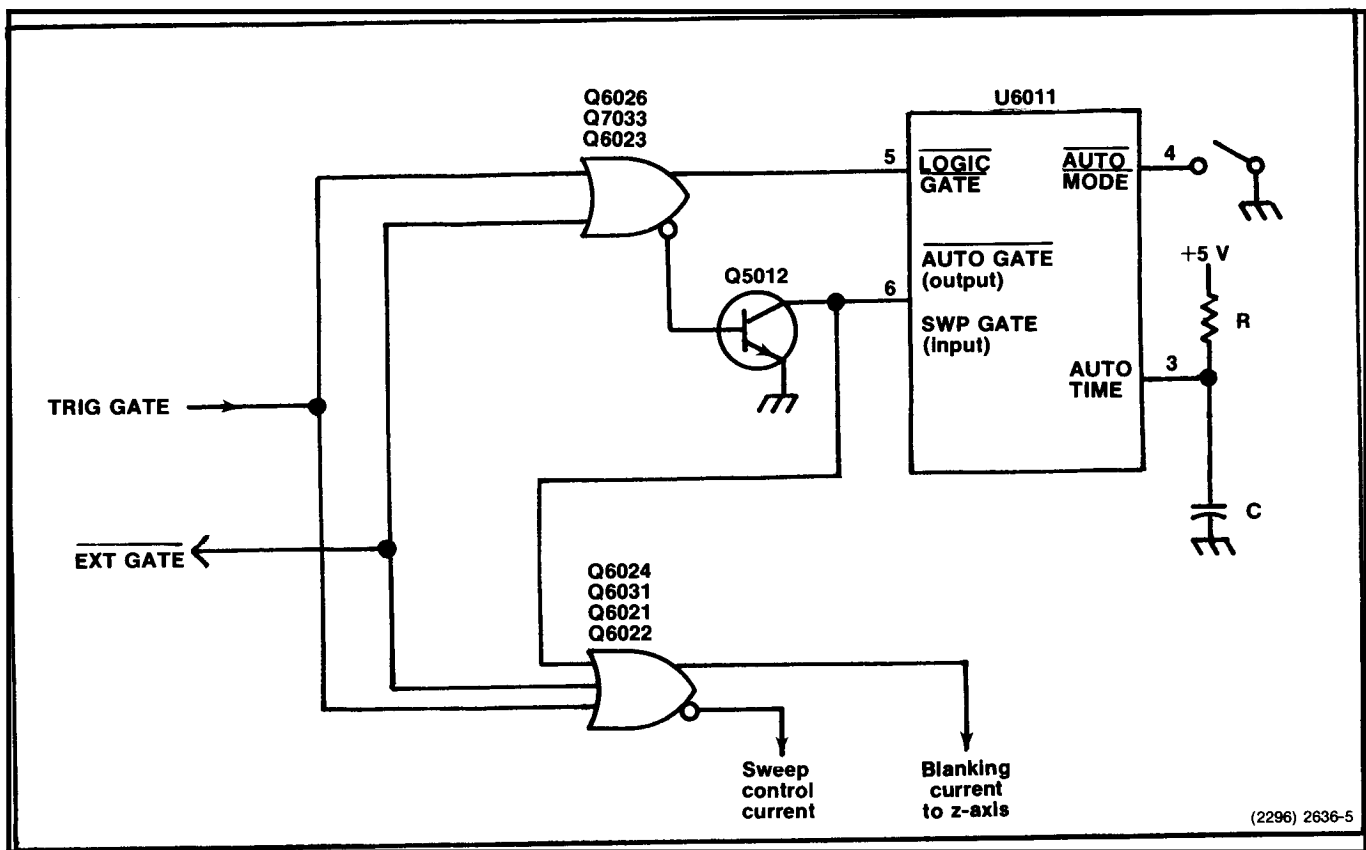 Q6026
Q7033
Q6023
U6011
5
LOGIC
GATE
AUTO
MODE
4
+5 V
R
Q5012
AUTO GATE
(output)
6
SWP GATE
(input)
AUTO
TIME
3
TRIG GATE
C
EXT GATE
Q6024
Q6031
Q6021
Q6022
Sweep
control
current
Blanking
current
to z-axis
(2296) 2636-5